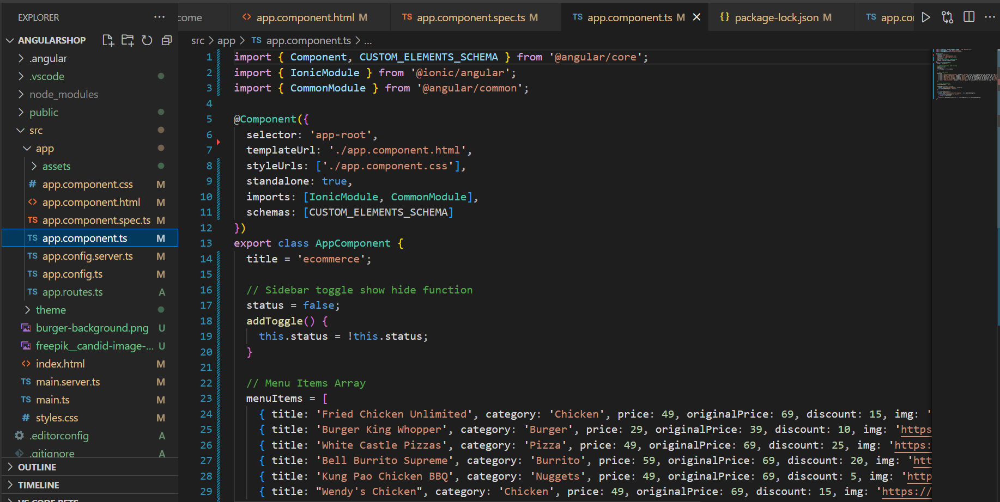 EXPLORER
ANGULARSHOP
.angular
.vscode
node_modules
public
src
app
assets
# app.component.css M
<> app.component.html M
TS app.component.spec.ts M
TS app.component.ts M
TS app.config.server.ts M
TS app.config.ts M
TS app.routes.ts A
theme
burger-background.png U
freepik__candid-image-... U
<> index.html M
TS main.server.ts M
TS main.ts M
# styles.css M
.editorconfig A
.gitignore A
OUTLINE
TIMELINE
VS CODE PETS
come
<> app.component.html M
TS app.component.spec.ts M
TS app.component.ts M
{} package-lock.json M
TS app.co
src > app > TS app.component.ts > ...
1 import { Component, CUSTOM_ELEMENTS_SCHEMA } from '@angular/core';
2 import { IonicModule } from '@ionic/angular';
3 import { CommonModule } from '@angular/common';
4
5 @Component({
6 selector: 'app-root',
7 templateUrl: './app.component.html',
8 styleUrls: ['./app.component.css'],
9 standalone: true,
10 imports: [IonicModule, CommonModule],
11 schemas: [CUSTOM_ELEMENTS_SCHEMA]
12 })
13 export class AppComponent {
14 title = 'ecommerce';
15
16 // Sidebar toggle show hide function
17 status = false;
18 addToggle() {
19 this.status = !this.status;
20 }
21
22 // Menu Items Array
23 menuItems = [
24 { title: 'Fried Chicken Unlimited', category: 'Chicken', price: 49, originalPrice: 69, discount: 15, img: '
25 { title: 'Burger King Whopper', category: 'Burger', price: 29, originalPrice: 39, discount: 10, img: 'https
26 { title: 'White Castle Pizzas', category: 'Pizza', price: 49, originalPrice: 69, discount: 25, img: 'https:
27 { title: 'Bell Burrito Supreme', category: 'Burrito', price: 59, originalPrice: 69, discount: 20, img: 'htt
28 { title: 'Kung Pao Chicken BBQ', category: 'Nuggets', price: 49, originalPrice: 69, discount: 5, img: 'http
29 { title: "Wendy's Chicken", category: 'Chicken', price: 49, originalPrice: 69, discount: 15, img: 'https://